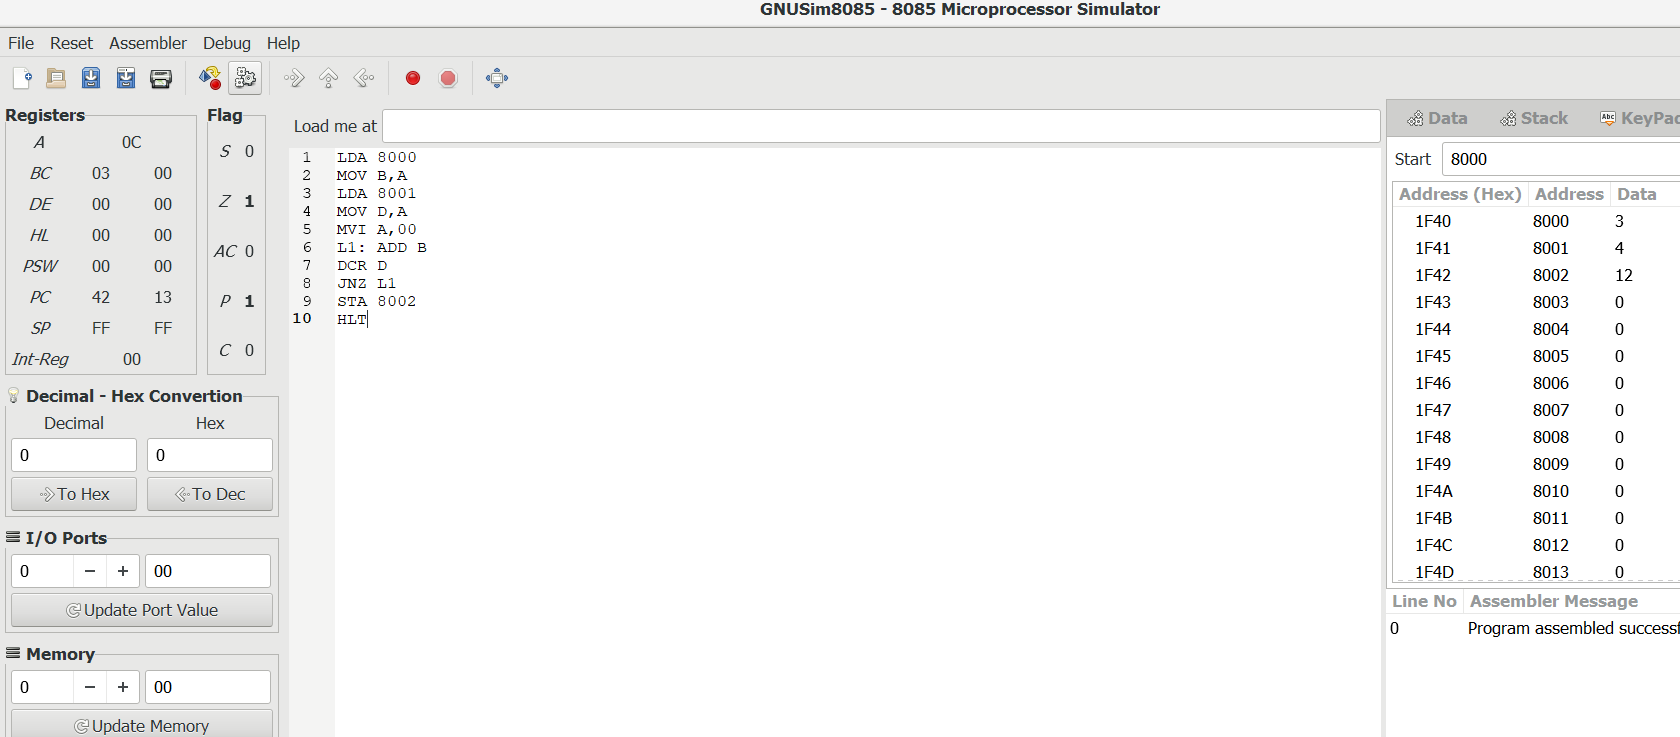 GNUSim8085 - 8085 Microprocessor Simulator
File Reset Assembler Debug Help
Registers
A 0C
BC 03 00
DE 00 00
HL 00 00
PSW 00 00
PC 42 13
SP FF FF
Int-Reg 00
Flag
S 0
Z 1
AC 0
P 1
C 0
Decimal - Hex Convertion
Decimal Hex
0 0
To Hex To Dec
I/O Ports
0 - + 00
Update Port Value
Memory
0 - + 00
Update Memory
Load me at
1 LDA 8000
2 MOV B,A
3 LDA 8001
4 MOV D,A
5 MVI A,00
6 L1: ADD B
7 DCR D
8 JNZ L1
9 STA 8002
10 HLT
Data Stack KeyPad
Start 8000
Address (Hex) Address Data
1F40 8000 3
1F41 8001 4
1F42 8002 12
1F43 8003 0
1F44 8004 0
1F45 8005 0
1F46 8006 0
1F47 8007 0
1F48 8008 0
1F49 8009 0
1F4A 8010 0
1F4B 8011 0
1F4C 8012 0
1F4D 8013 0
Line No Assembler Message
0 Program assembled successf